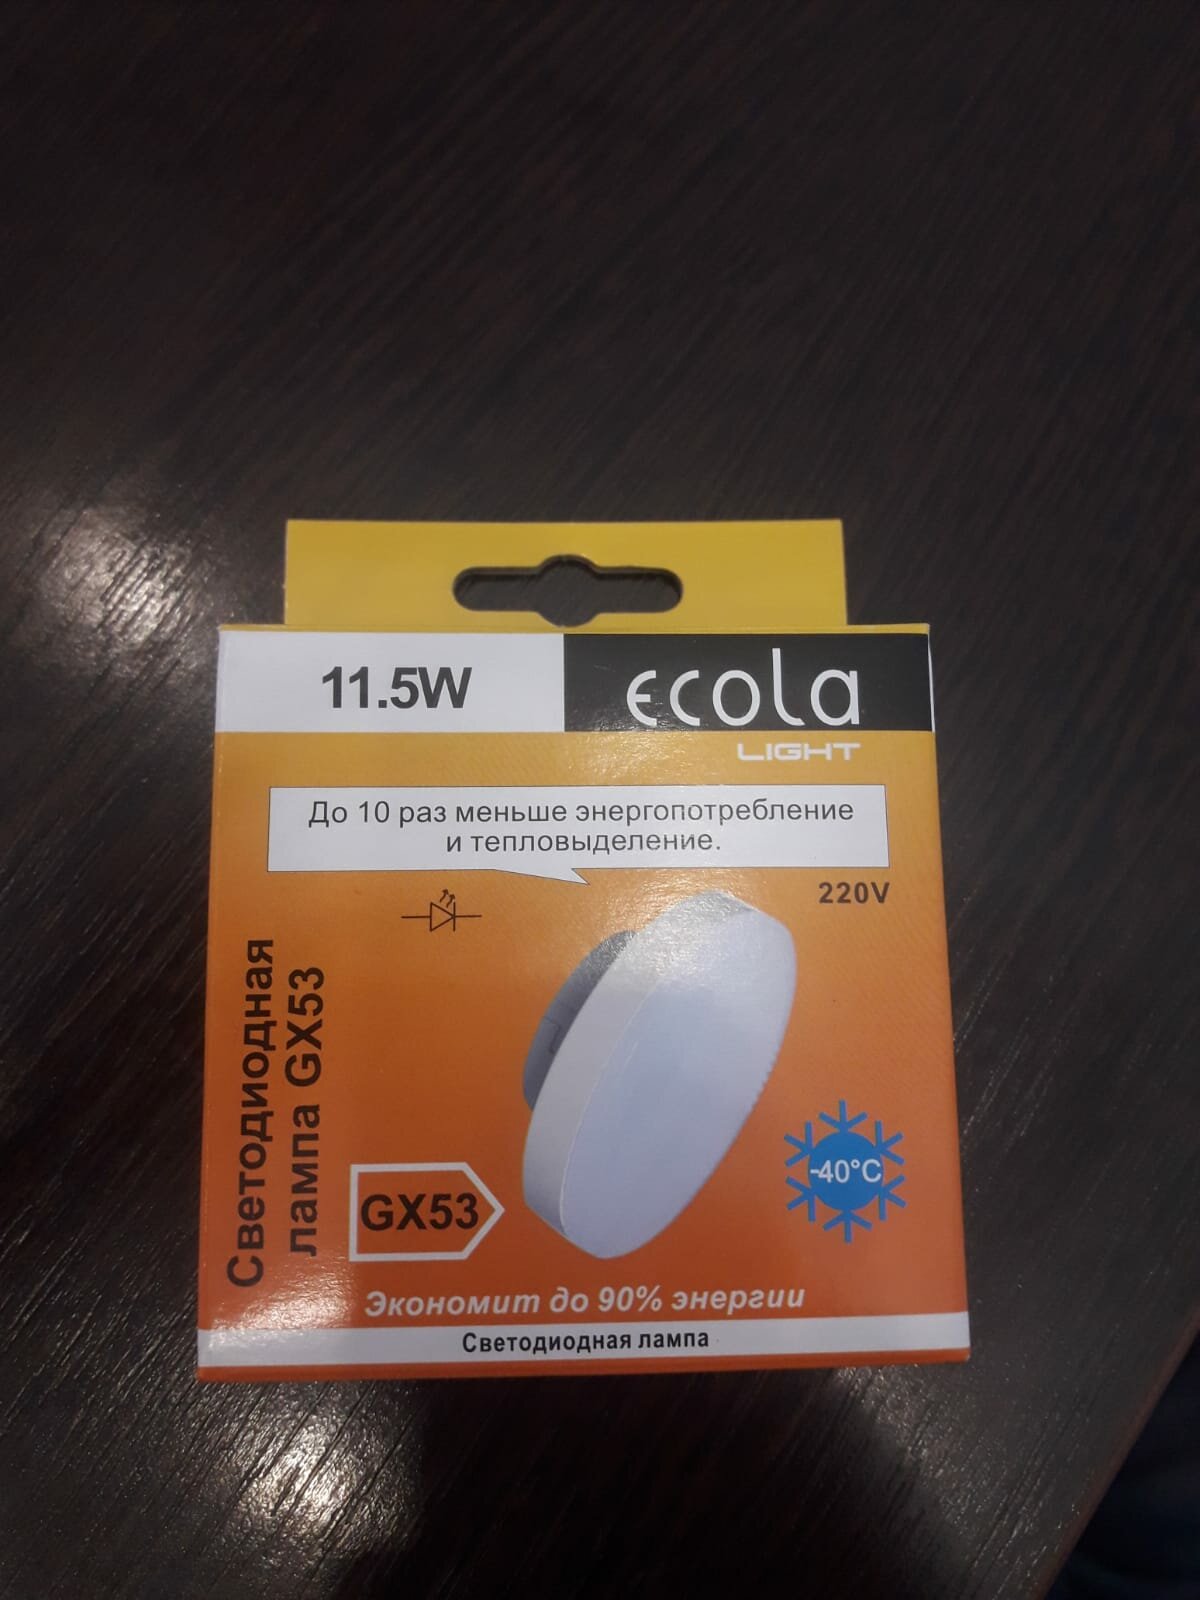 11.5W
Ecola
LIGHT
До 10 раз меньше энергопотребление
и тепловыделение.
220V
Светодиодная
лампа GX53
GX53
-40°C
Экономит до 90% энергии
Светодиодная лампа